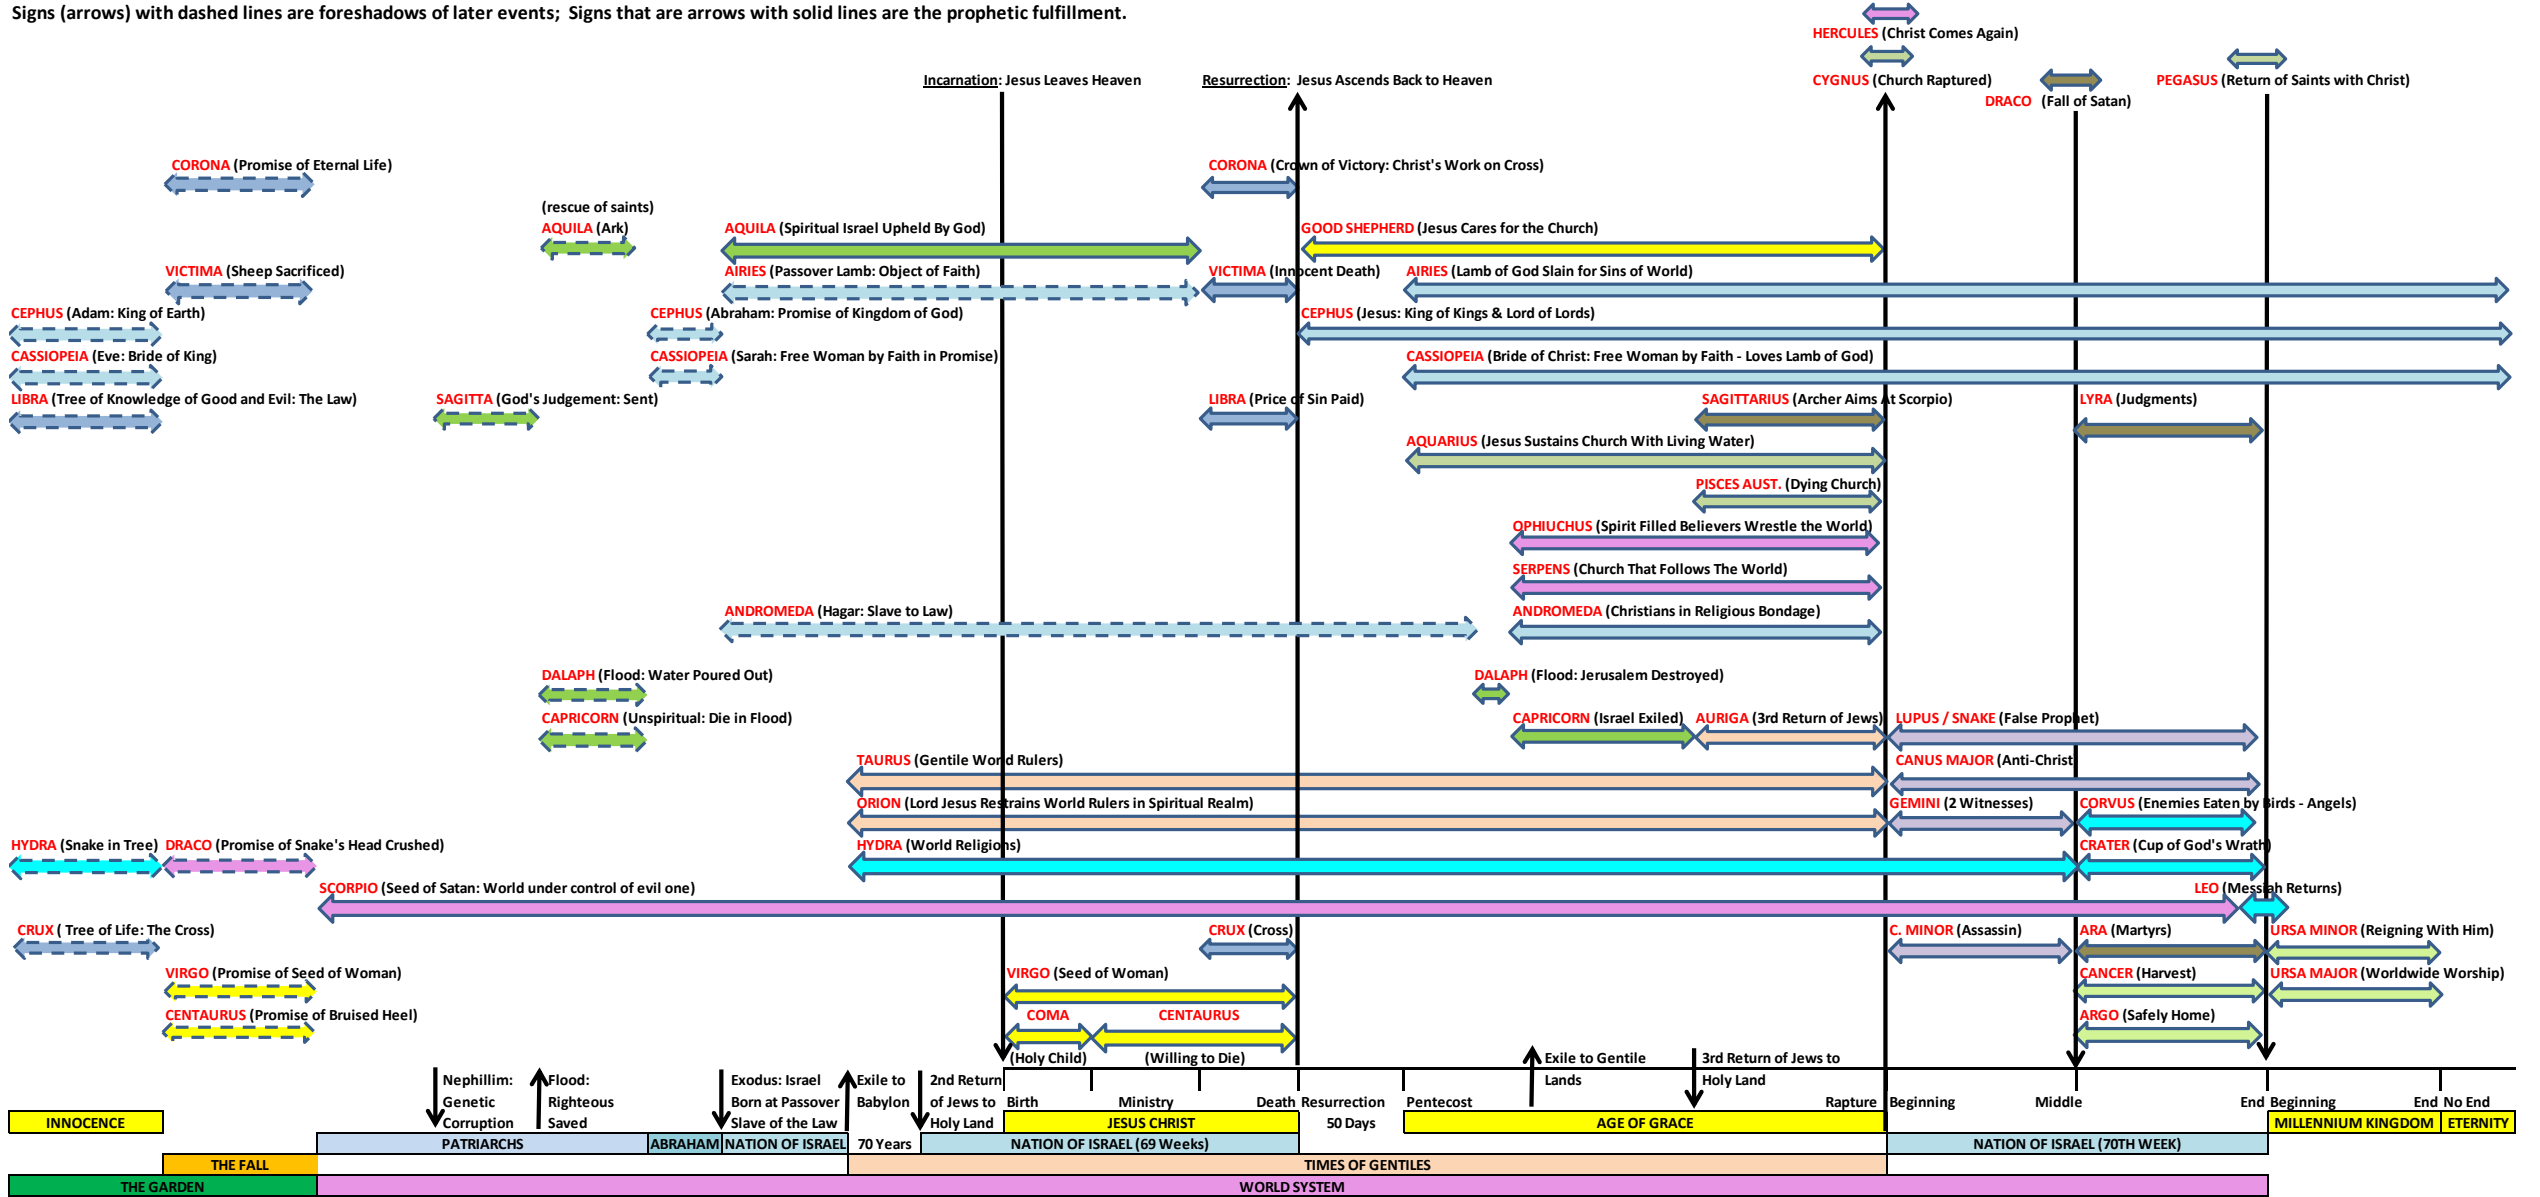 Signs (arrows) with dashed lines are foreshadows of later events;  Signs that are arrows with solid lines are the prophetic fulfillment.
HERCULES (Christ Comes Again)
Incarnation: Jesus Leaves Heaven
Resurrection: Jesus Ascends Back to Heaven
CYGNUS (Church Raptured)
PEGASUS (Return of Saints with Christ)
DRACO (Fall of Satan)
CORONA (Promise of Eternal Life)
CORONA (Crown of Victory: Christ's Work on Cross)
(rescue of saints)
AQUILA (Ark)
AQUILA (Spiritual Israel Upheld By God)
GOOD SHEPHERD (Jesus Cares for the Church)
VICTIMA (Sheep Sacrificed)
AIRIES (Passover Lamb: Object of Faith)
VICTIMA (Innocent Death)
AIRIES (Lamb of God Slain for Sins of World)
CEPHUS (Adam: King of Earth)
CEPHUS (Abraham: Promise of Kingdom of God)
CEPHUS (Jesus: King of Kings & Lord of Lords)
CASSIOPEIA (Eve: Bride of King)
CASSIOPEIA (Sarah: Free Woman by Faith in Promise)
CASSIOPEIA (Bride of Christ: Free Woman by Faith - Loves Lamb of God)
LIBRA (Tree of Knowledge of Good and Evil: The Law)
SAGITTA (God's Judgement: Sent)
LIBRA (Price of Sin Paid)
SAGITTARIUS (Archer Aims At Scorpio)
LYRA (Judgments)
AQUARIUS (Jesus Sustains Church With Living Water)
PISCES AUST. (Dying Church)
OPHIUCHUS (Spirit Filled Believers Wrestle the World)
SERPENS (Church That Follows The World)
ANDROMEDA (Hagar: Slave to Law)
ANDROMEDA (Christians in Religious Bondage)
DALAPH (Flood: Water Poured Out)
DALAPH (Flood: Jerusalem Destroyed)
CAPRICORN (Unspiritual: Die in Flood)
CAPRICORN (Israel Exiled)
AURIGA (3rd Return of Jews)
LUPUS / SNAKE (False Prophet)
TAURUS (Gentile World Rulers)
CANUS MAJOR (Anti-Christ
ORION (Lord Jesus Restrains World Rulers in Spiritual Realm)
GEMINI (2 Witnesses)
CORVUS (Enemies Eaten by Birds - Angels)
HYDRA (Snake in Tree)
DRACO (Promise of Snake's Head Crushed)
HYDRA (World Religions)
CRATER (Cup of God's Wrath)
SCORPIO (Seed of Satan: World under control of evil one)
LEO (Messiah Returns)
CRUX ( Tree of Life: The Cross)
CRUX (Cross)
C. MINOR (Assassin)
ARA (Martyrs)
URSA MINOR (Reigning With Him)
VIRGO (Promise of Seed of Woman)
VIRGO (Seed of Woman)
CANCER (Harvest)
URSA MAJOR (Worldwide Worship)
CENTAURUS (Promise of Bruised Heel)
COMA
CENTAURUS
ARGO (Safely Home)
(Holy Child)
(Willing to Die)
Exile to Gentile
Lands
3rd Return of Jews to
Holy Land
Nephillim:
Genetic
Corruption
Flood:
Righteous
Saved
Exodus: Israel
Born at Passover
Slave of the Law
Exile to
Babylon
2nd Return
of Jews to
Holy Land
Birth
Ministry
Death
Resurrection
Pentecost
Rapture
Beginning
Middle
End
Beginning
End
No End
INNOCENCE
JESUS CHRIST
50 Days
AGE OF GRACE
MILLENNIUM KINGDOM
ETERNITY
PATRIARCHS
ABRAHAM
NATION OF ISRAEL
70 Years
NATION OF ISRAEL (69 Weeks)
NATION OF ISRAEL (70TH WEEK)
THE FALL
TIMES OF GENTILES
THE GARDEN
WORLD SYSTEM